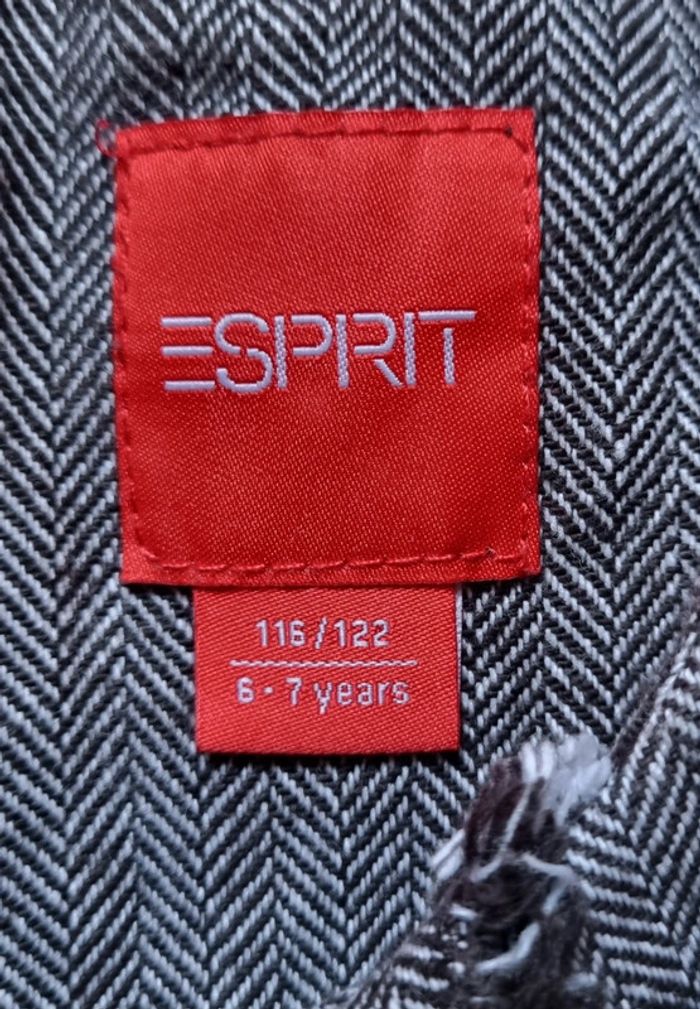 ESPRIT
116/122
6-7 years